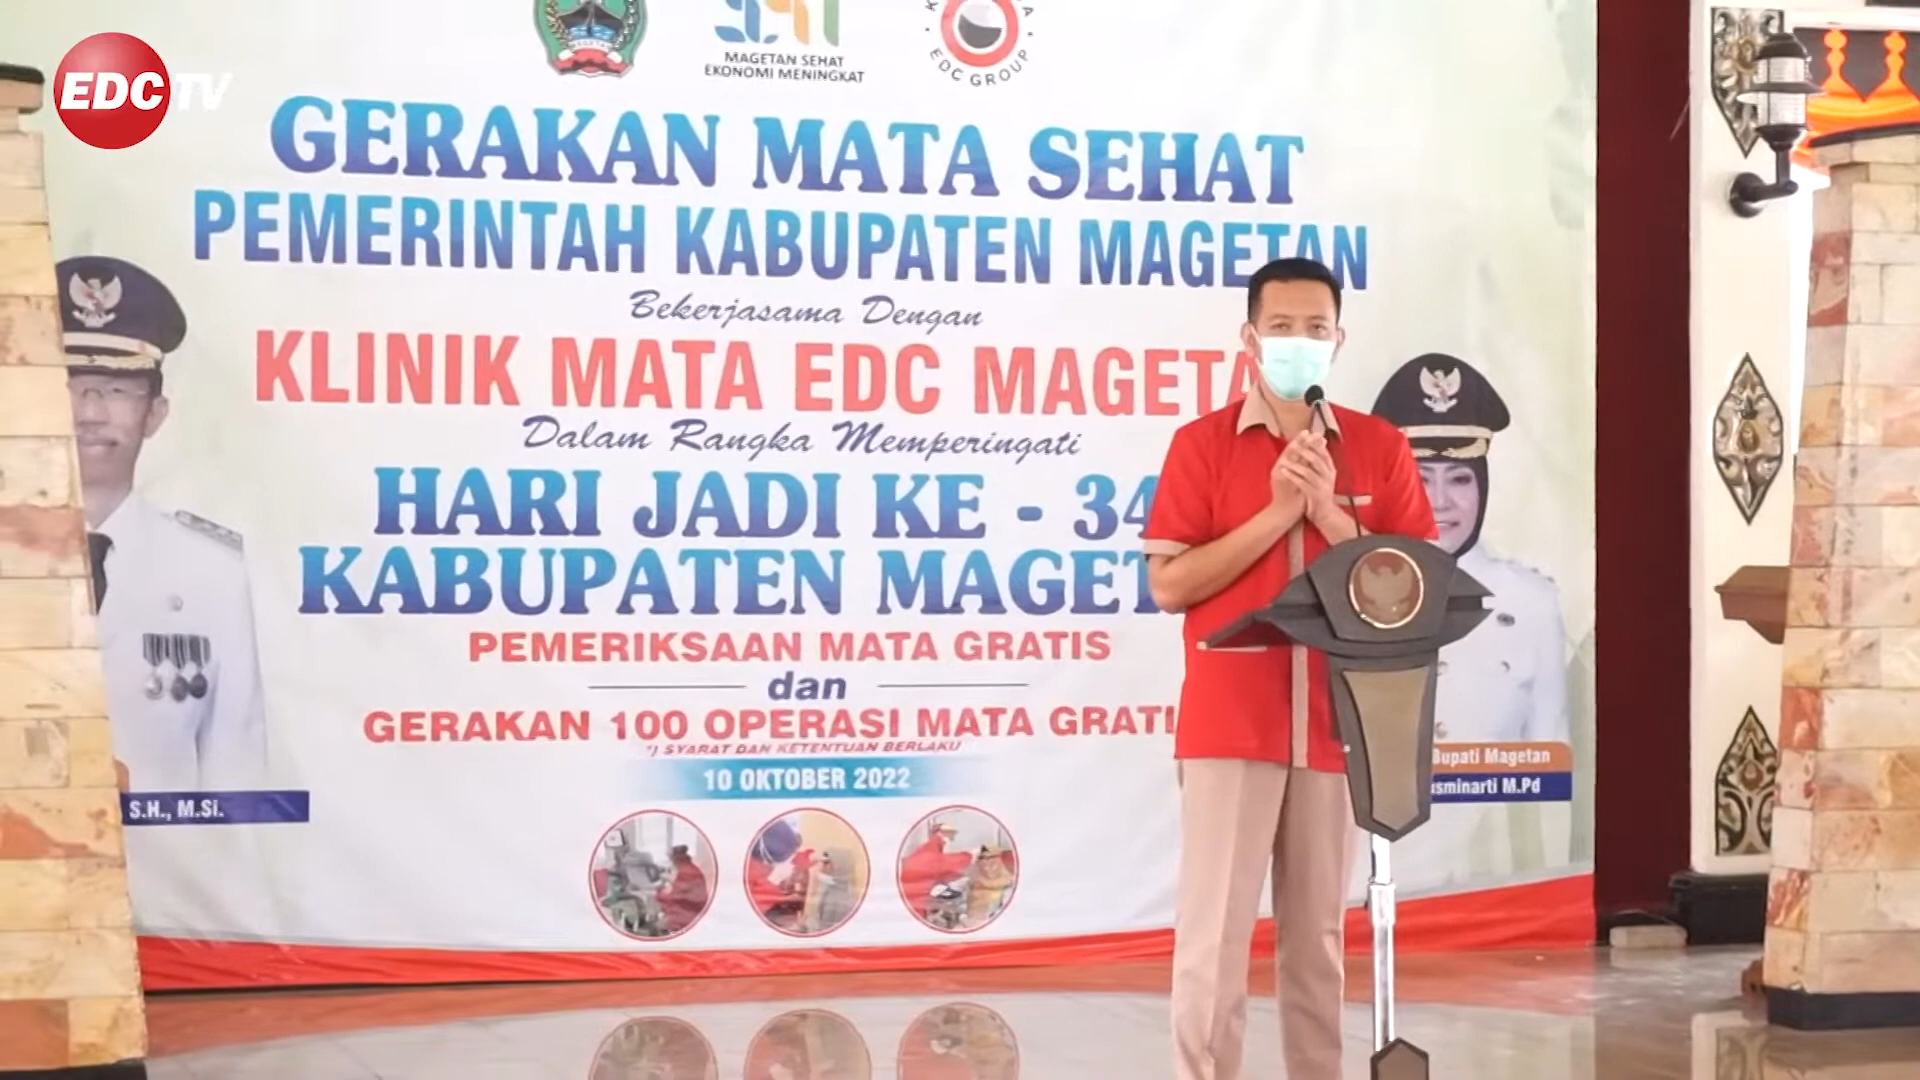 EDC TV
MAGETAN
MAGETAN SEHAT
EKONOMI MENINGKAT
EDC GROUP
GERAKAN MATA SEHAT
PEMERINTAH KABUPATEN MAGETAN
Bekerjasama Dengan
KLINIK MATA EDC MAGETA
Dalam Rangka Memperingati
HARI JADI KE - 34
KABUPATEN MAGET
PEMERIKSAAN MATA GRATIS
dan
GERAKAN 100 OPERASI MATA GRATI
*) SYARAT DAN KETENTUAN BERLAKU
10 OKTOBER 2022
S.H., M.Si.
Bupati Magetan
sminarti M.Pd